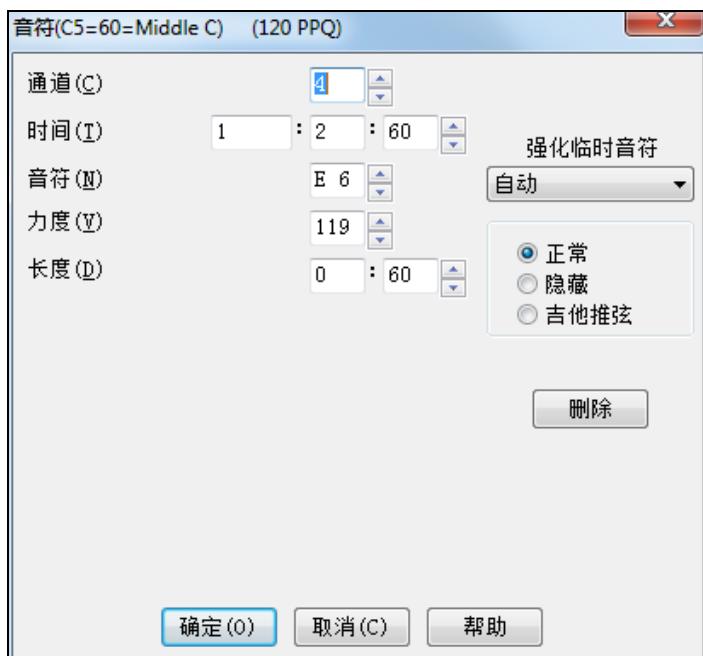 音符(C5=60=Middle C) (120 PPQ)
通道(C) 4
时间(T) 1 : 2 : 60
强化临时音符
音符(N) E 6
自动
力度(V) 119
长度(D) 0 : 60
正常
隐藏
吉他推弦
删除
确定(O) 取消(C) 帮助